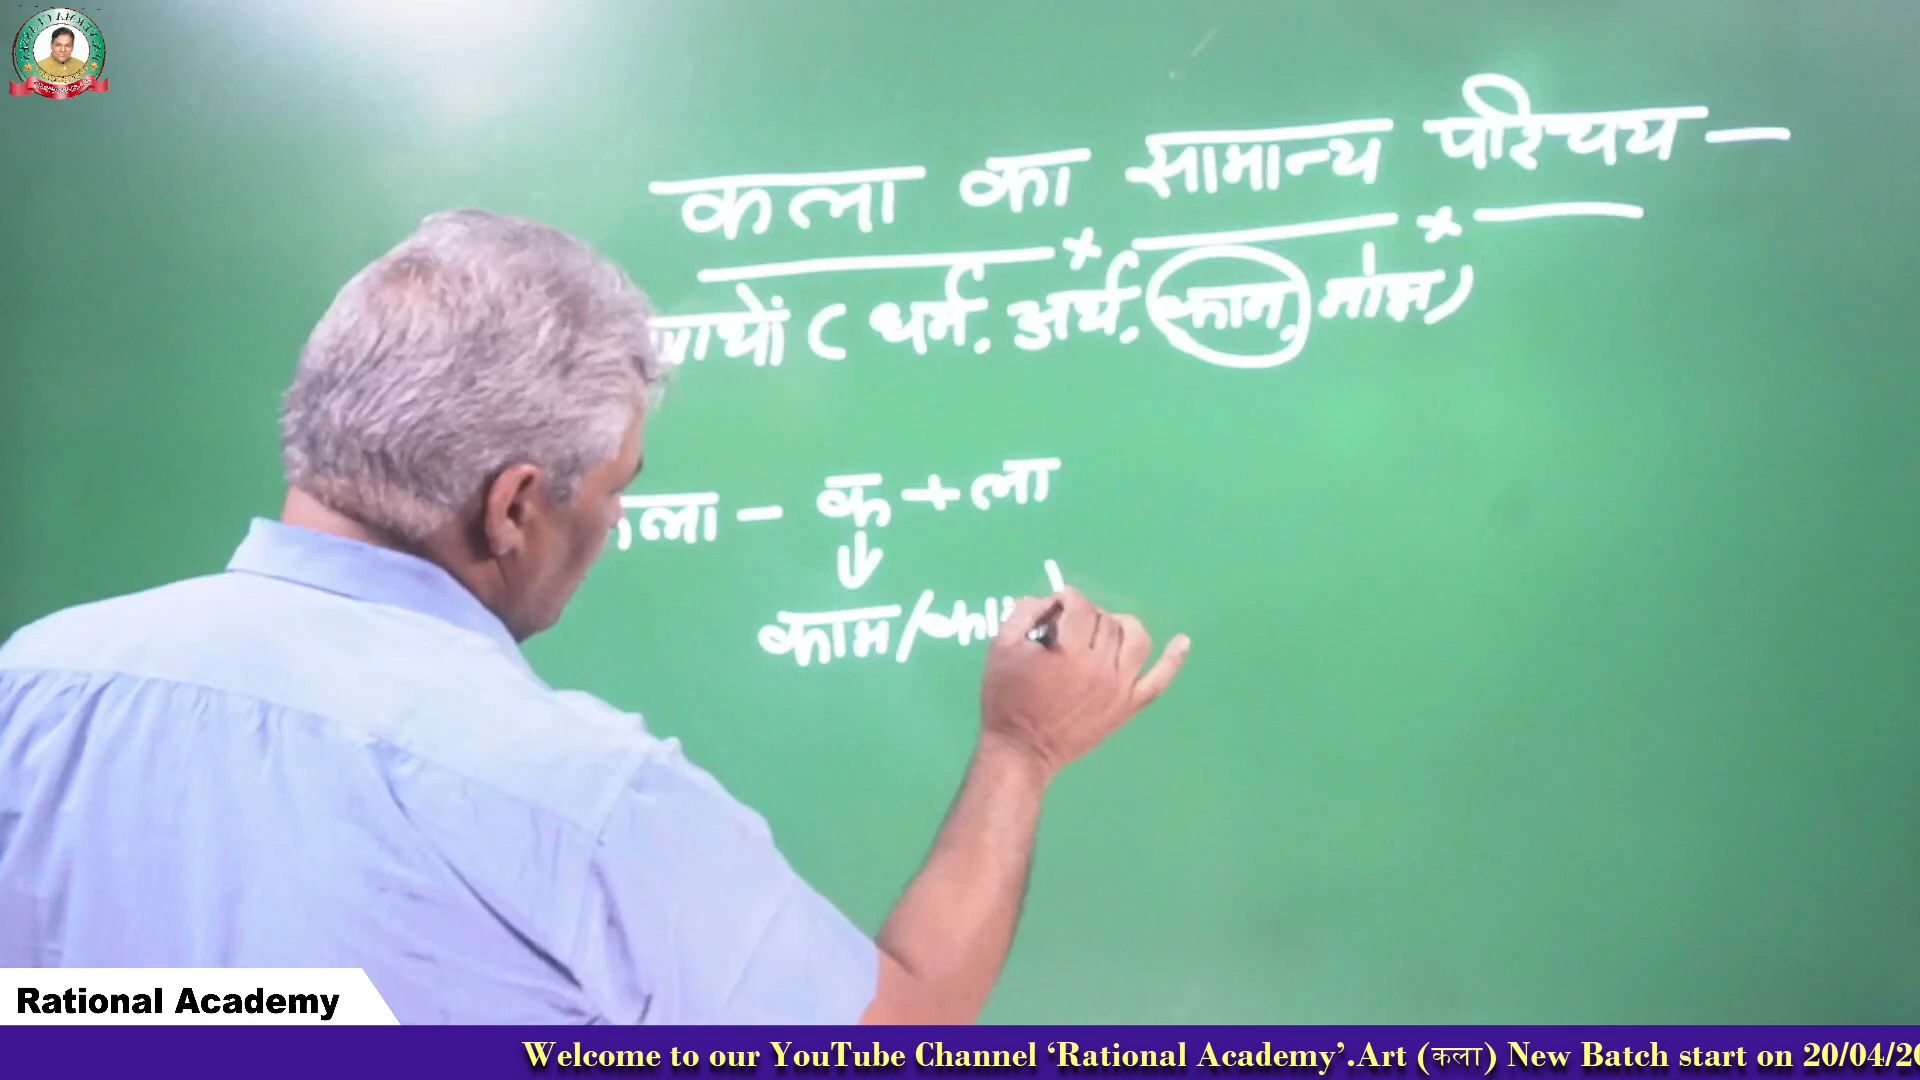 कला का सामान्य परिचय —
( धर्म, अर्थ, काम, मोक्ष)
कला - क + ला
काम /
Rational Academy
Welcome to our YouTube Channel ‘Rational Academy’.Art (कला) New Batch start on 20/04/20